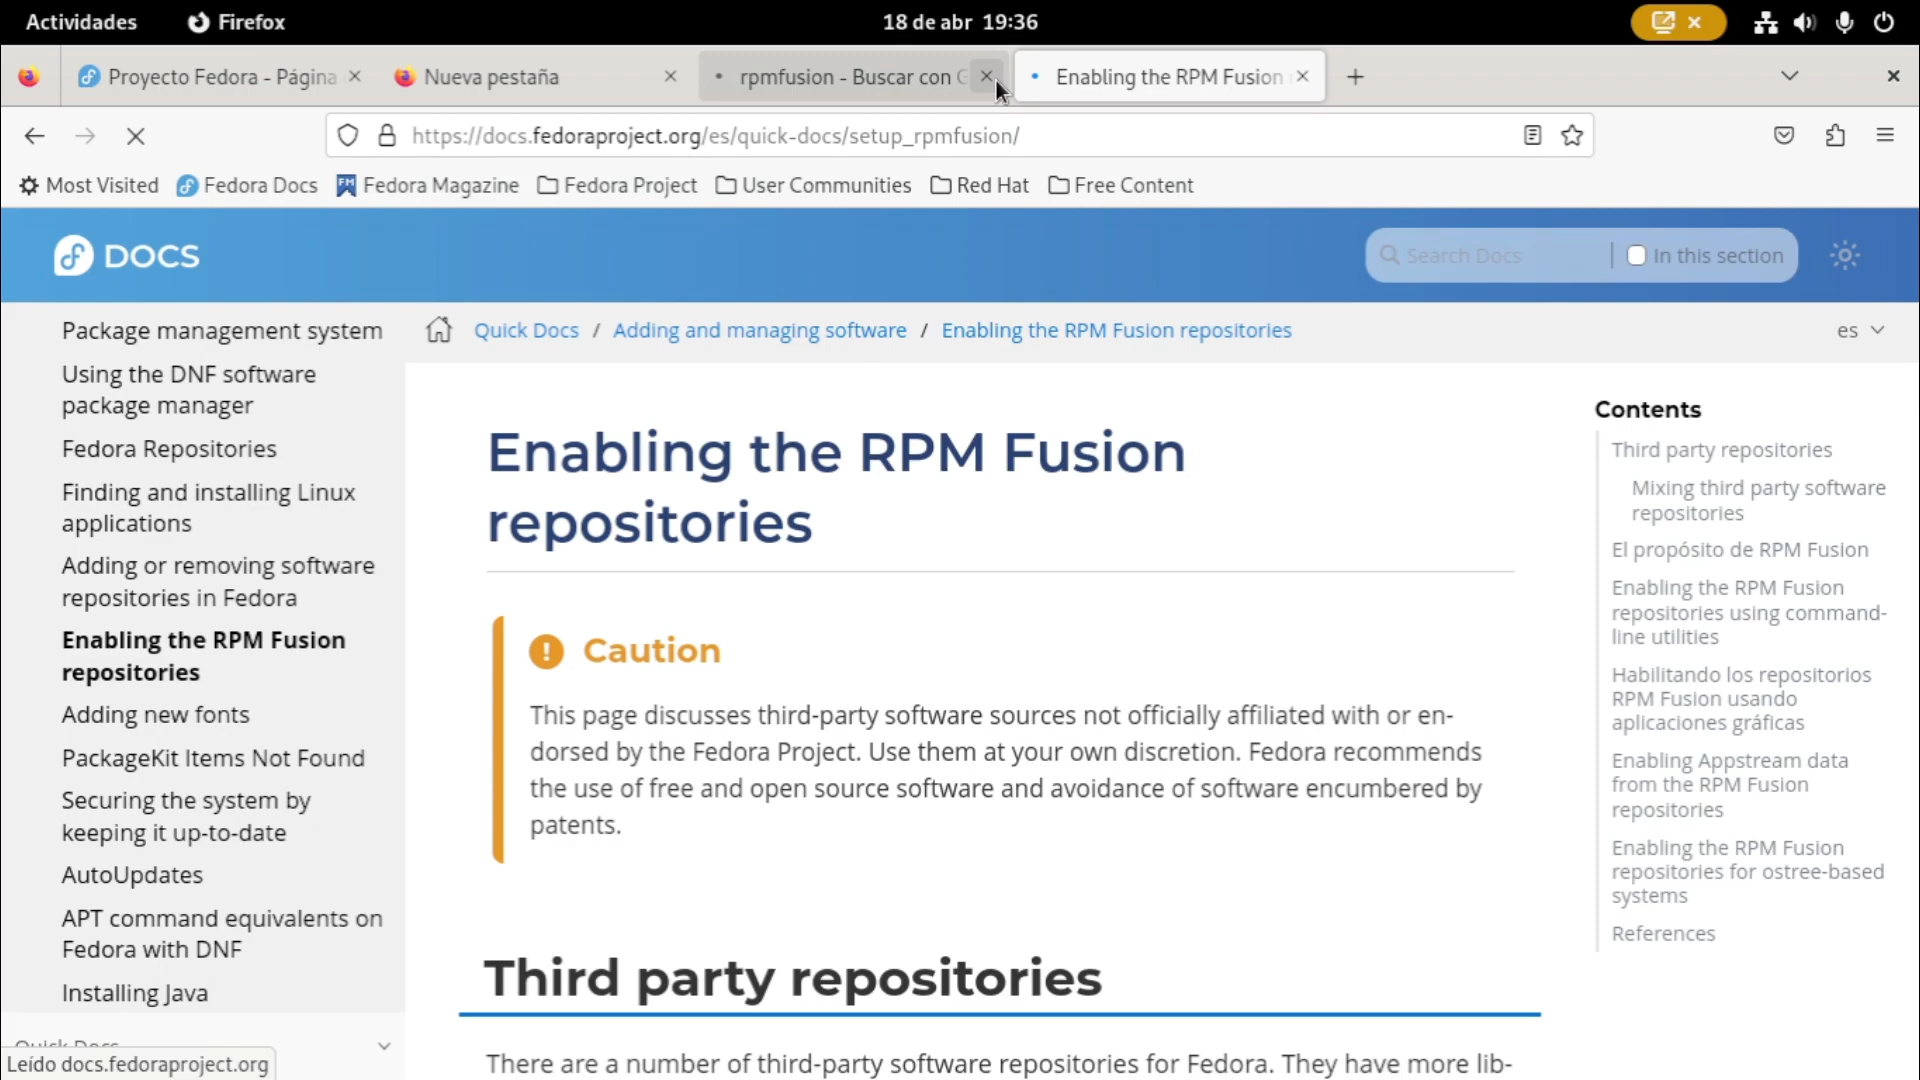 Actividades Firefox 18 de abr 19:36
Proyecto Fedora - Página Nueva pestaña rpmfusion - Buscar con G Enabling the RPM Fusion
https://docs.fedoraproject.org/es/quick-docs/setup_rpmfusion/
Most Visited Fedora Docs Fedora Magazine Fedora Project User Communities Red Hat Free Content
DOCS Search Docs In this section
Quick Docs / Adding and managing software / Enabling the RPM Fusion repositories es
Package management system
Using the DNF software
package manager
Fedora Repositories
Finding and installing Linux
applications
Adding or removing software
repositories in Fedora
Enabling the RPM Fusion
repositories
Adding new fonts
PackageKit Items Not Found
Securing the system by
keeping it up-to-date
AutoUpdates
APT command equivalents on
Fedora with DNF
Installing Java
Quick Docs
Leído docs.fedoraproject.org
Enabling the RPM Fusion
repositories
Caution
This page discusses third-party software sources not officially affiliated with or en-
dorsed by the Fedora Project. Use them at your own discretion. Fedora recommends
the use of free and open source software and avoidance of software encumbered by
patents.
Third party repositories
There are a number of third-party software repositories for Fedora. They have more lib-
Contents
Third party repositories
Mixing third party software
repositories
El propósito de RPM Fusion
Enabling the RPM Fusion
repositories using command-
line utilities
Habilitando los repositorios
RPM Fusion usando
aplicaciones gráficas
Enabling Appstream data
from the RPM Fusion
repositories
Enabling the RPM Fusion
repositories for ostree-based
systems
References